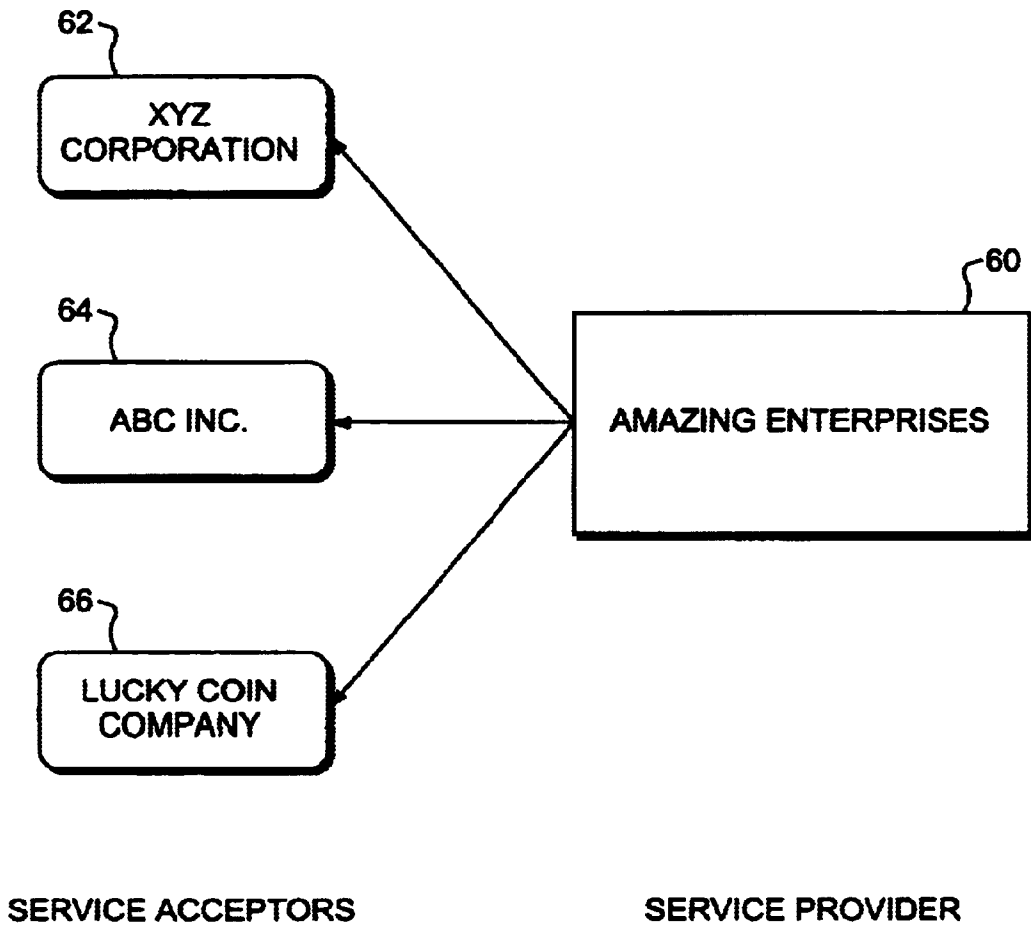 62
XYZ
CORPORATION
60
64
ABC INC.
AMAZING ENTERPRISES
66
LUCKY COIN
COMPANY
SERVICE ACCEPTORS
SERVICE PROVIDER